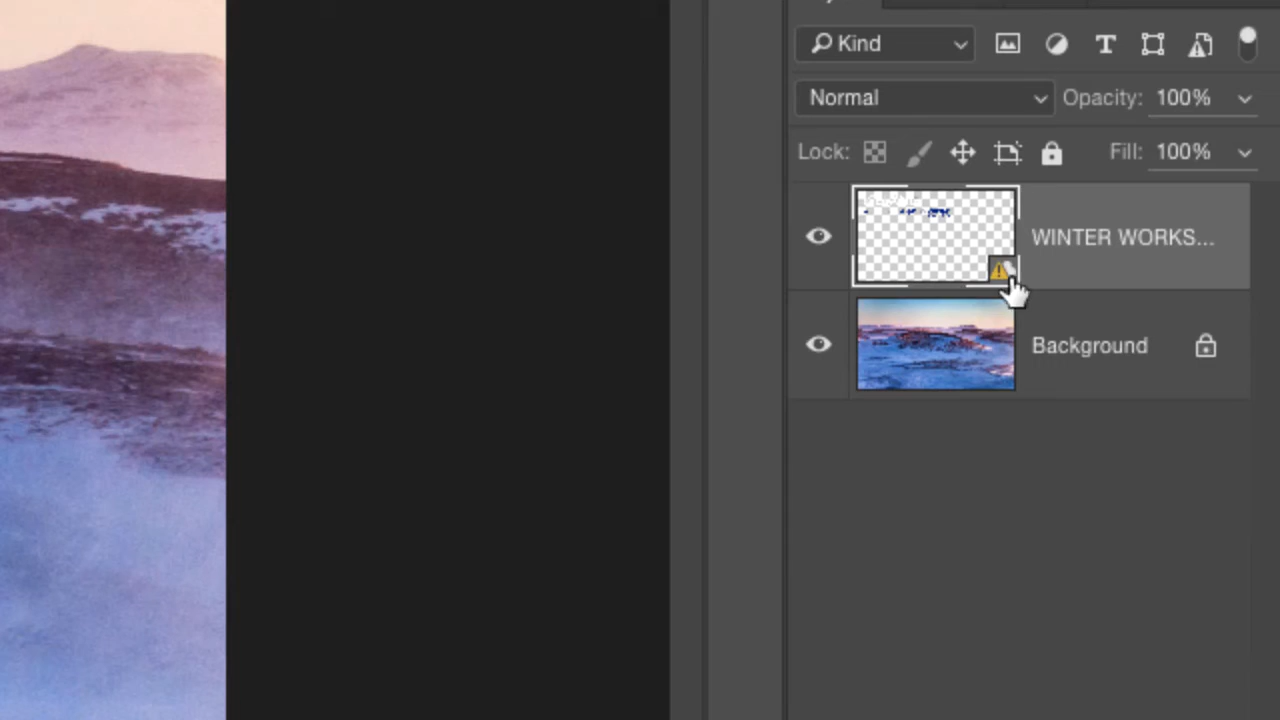 Kind
Normal Opacity: 100%
Lock: Fill: 100%
WINTER WORKS...
Background